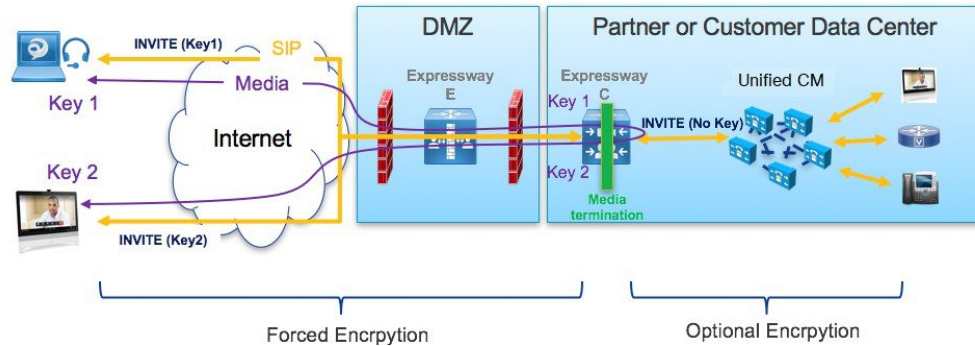 DMZ
Partner or Customer Data Center
INVITE (Key1)
SIP
Media
Key 1
Internet
Key 2
INVITE (Key2)
Expressway
E
Expressway
C
Key 1
Key 2
Media
termination
INVITE (No Key)
Unified CM
V
Forced Encrpytion
Optional Encrpytion